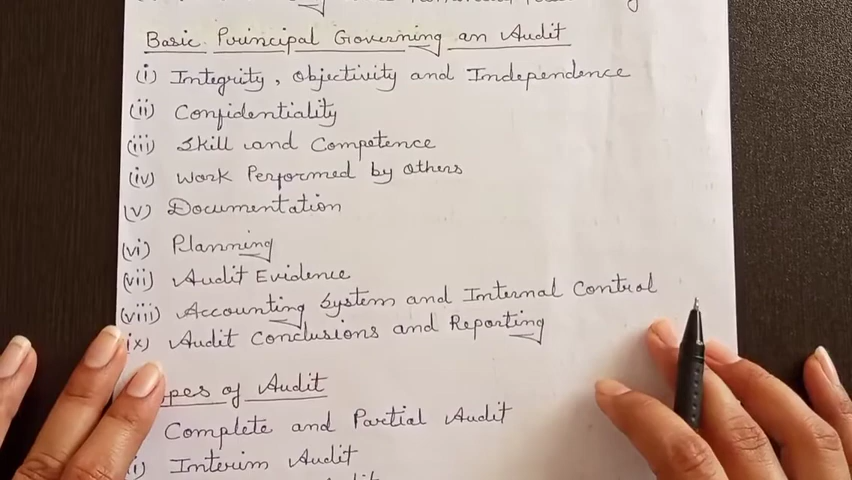 Basic Principal Governing an Audit
(i) Integrity, Objectivity and Independence
(ii) Confidentiality
(iii) Skill and Competence
(iv) Work Performed by Others
(v) Documentation
(vi) Planning
(vii) Audit Evidence
(viii) Accounting System and Internal Control
(ix) Audit Conclusions and Reporting
pes of Audit
Complete and Partial Audit
i) Interim Audit